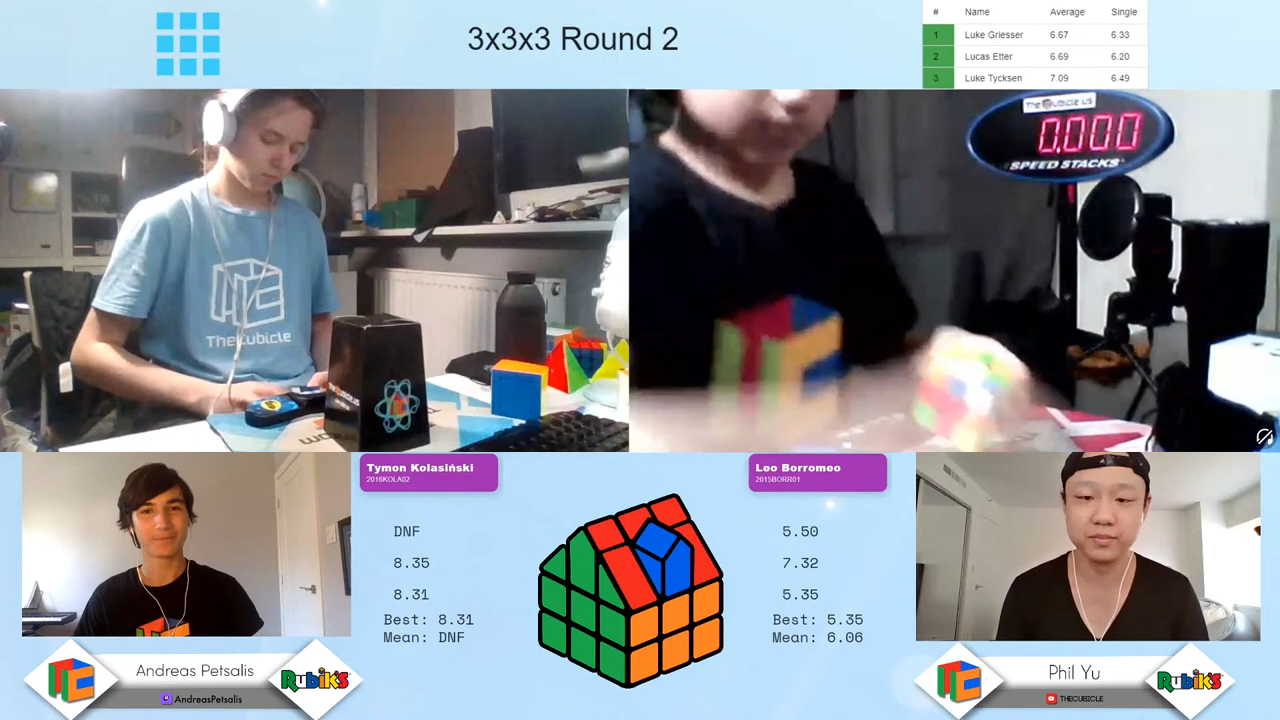 3x3x3 Round 2
# Name Average Single
1 Luke Griesser 6.67 6.33
2 Lucas Etter 6.69 6.20
3 Luke Tycksen 7.09 6.49
TheCubicle.us
0.000
SPEED STACKS
TheCubicle
Tymon Kolasiński
2016KOLA02
Leo Borromeo
2015BORR01
DNF
8.35
8.31
Best: 8.31
Mean: DNF
5.50
7.32
5.35
Best: 5.35
Mean: 6.06
Andreas Petsalis
AndreasPetsalis
RUBIK'S
Phil Yu
THECUBICLE
RUBIK'S